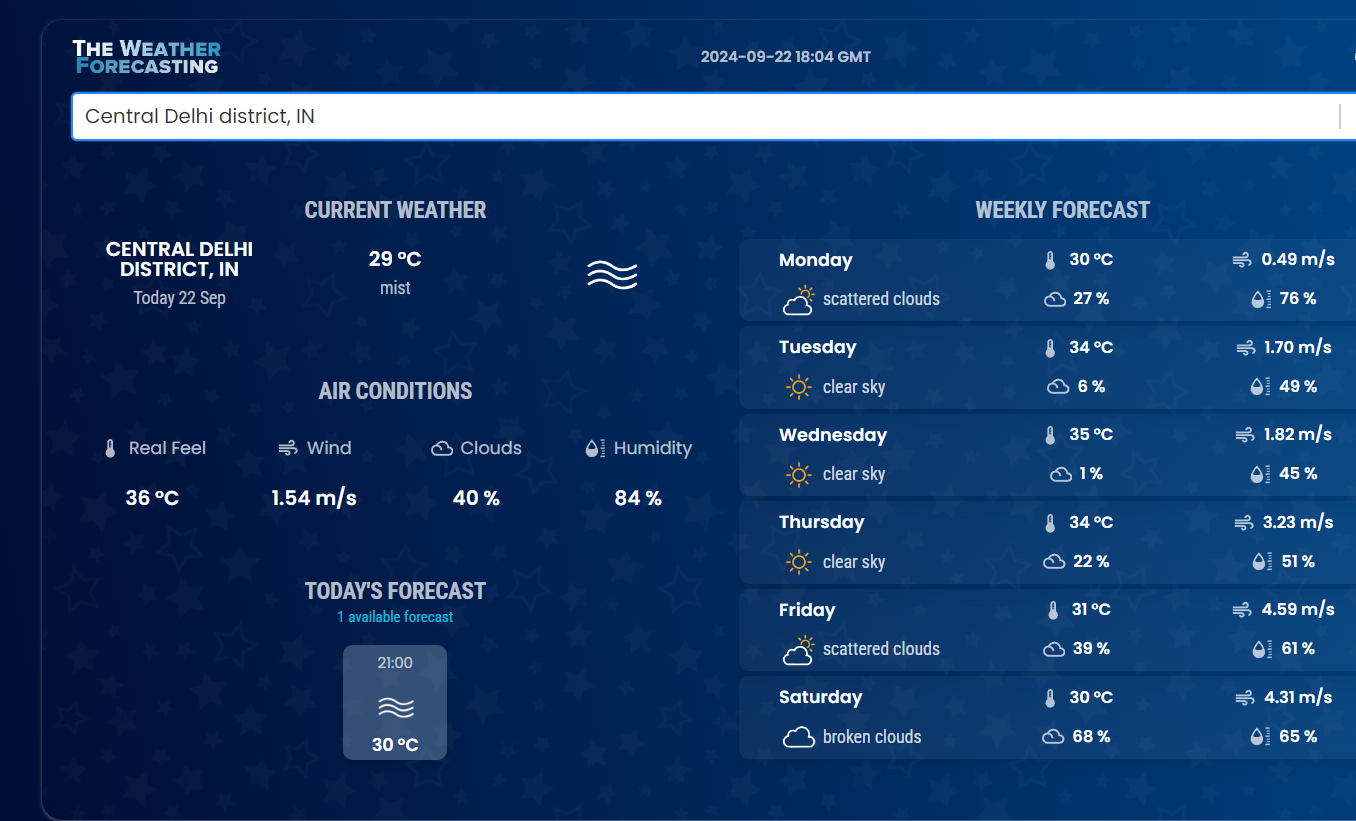 THE WEATHER
FORECASTING
2024-09-22 18:04 GMT
Central Delhi district, IN
CURRENT WEATHER
CENTRAL DELHI
DISTRICT, IN
Today 22 Sep
29 °C
mist
AIR CONDITIONS
Real Feel
Wind
Clouds
Humidity
36 °C
1.54 m/s
40 %
84 %
TODAY'S FORECAST
1 available forecast
21:00
30 °C
WEEKLY FORECAST
Monday 30 °C 0.49 m/s
scattered clouds 27 % 76 %
Tuesday 34 °C 1.70 m/s
clear sky 6 % 49 %
Wednesday 35 °C 1.82 m/s
clear sky 1 % 45 %
Thursday 34 °C 3.23 m/s
clear sky 22 % 51 %
Friday 31 °C 4.59 m/s
scattered clouds 39 % 61 %
Saturday 30 °C 4.31 m/s
broken clouds 68 % 65 %